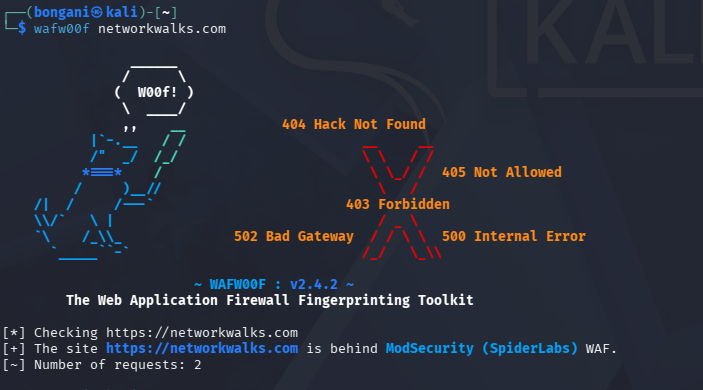 (bongani㉿kali)-[~]
$ wafw00f networkwalks.com
( W00f! )
404 Hack Not Found
405 Not Allowed
403 Forbidden
502 Bad Gateway
500 Internal Error
~ WAFW00F : v2.4.2 ~
The Web Application Firewall Fingerprinting Toolkit
[*] Checking https://networkwalks.com
[+] The site https://networkwalks.com is behind ModSecurity (SpiderLabs) WAF.
[~] Number of requests: 2
KALI